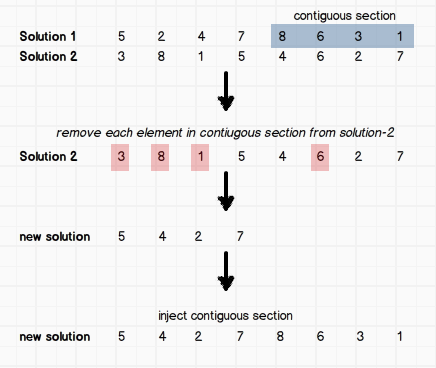 contiguous section
Solution 1 5 2 4 7 8 6 3 1
Solution 2 3 8 1 5 4 6 2 7
remove each element in contiuguous section from solution-2
Solution 2 3 8 1 5 4 6 2 7
new solution 5 4 2 7
inject contiguous section
new solution 5 4 2 7 8 6 3 1